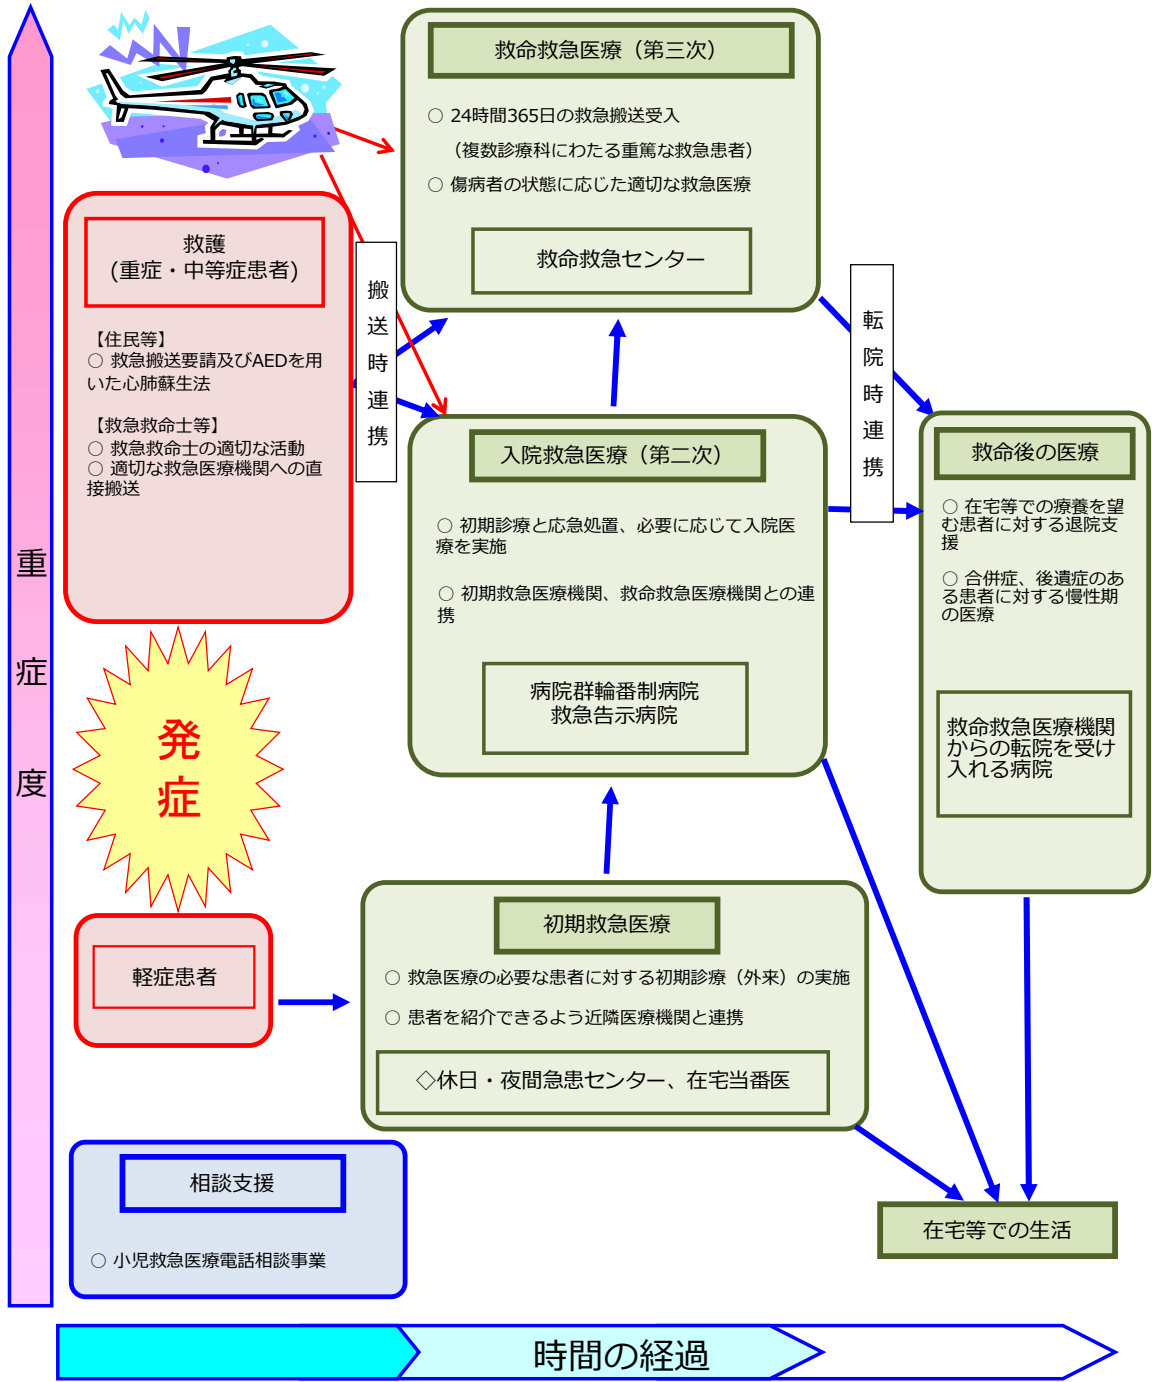 救命救急医療（第三次）
○ 24時間365日の救急搬送受入
（複数診療科にわたる重篤な救急患者）
○ 傷病者の状態に応じた適切な救急医療
救命救急センター
救護
(重症・中等症患者)
【住民等】
○ 救急搬送要請及びAEDを用
いた心肺蘇生法
【救急救命士等】
○ 救急救命士の適切な活動
○ 適切な救急医療機関への直
接搬送
搬送時連携
転院時連携
入院救急医療（第二次）
○ 初期診療と応急処置、必要に応じて入院医
療を実施
○ 初期救急医療機関、救命救急医療機関との連
携
病院群輪番制病院
救急告示病院
救命後の医療
○ 在宅等での療養を望
む患者に対する退院支
援
○ 合併症、後遺症のあ
る患者に対する慢性期
の医療
救命救急医療機関
からの転院を受け
入れる病院
重症度
発症
軽症患者
初期救急医療
○ 救急医療の必要な患者に対する初期診療（外来）の実施
○ 患者を紹介できるよう近隣医療機関と連携
◇休日・夜間急患センター、在宅当番医
相談支援
○ 小児救急医療電話相談事業
在宅等での生活
時間の経過